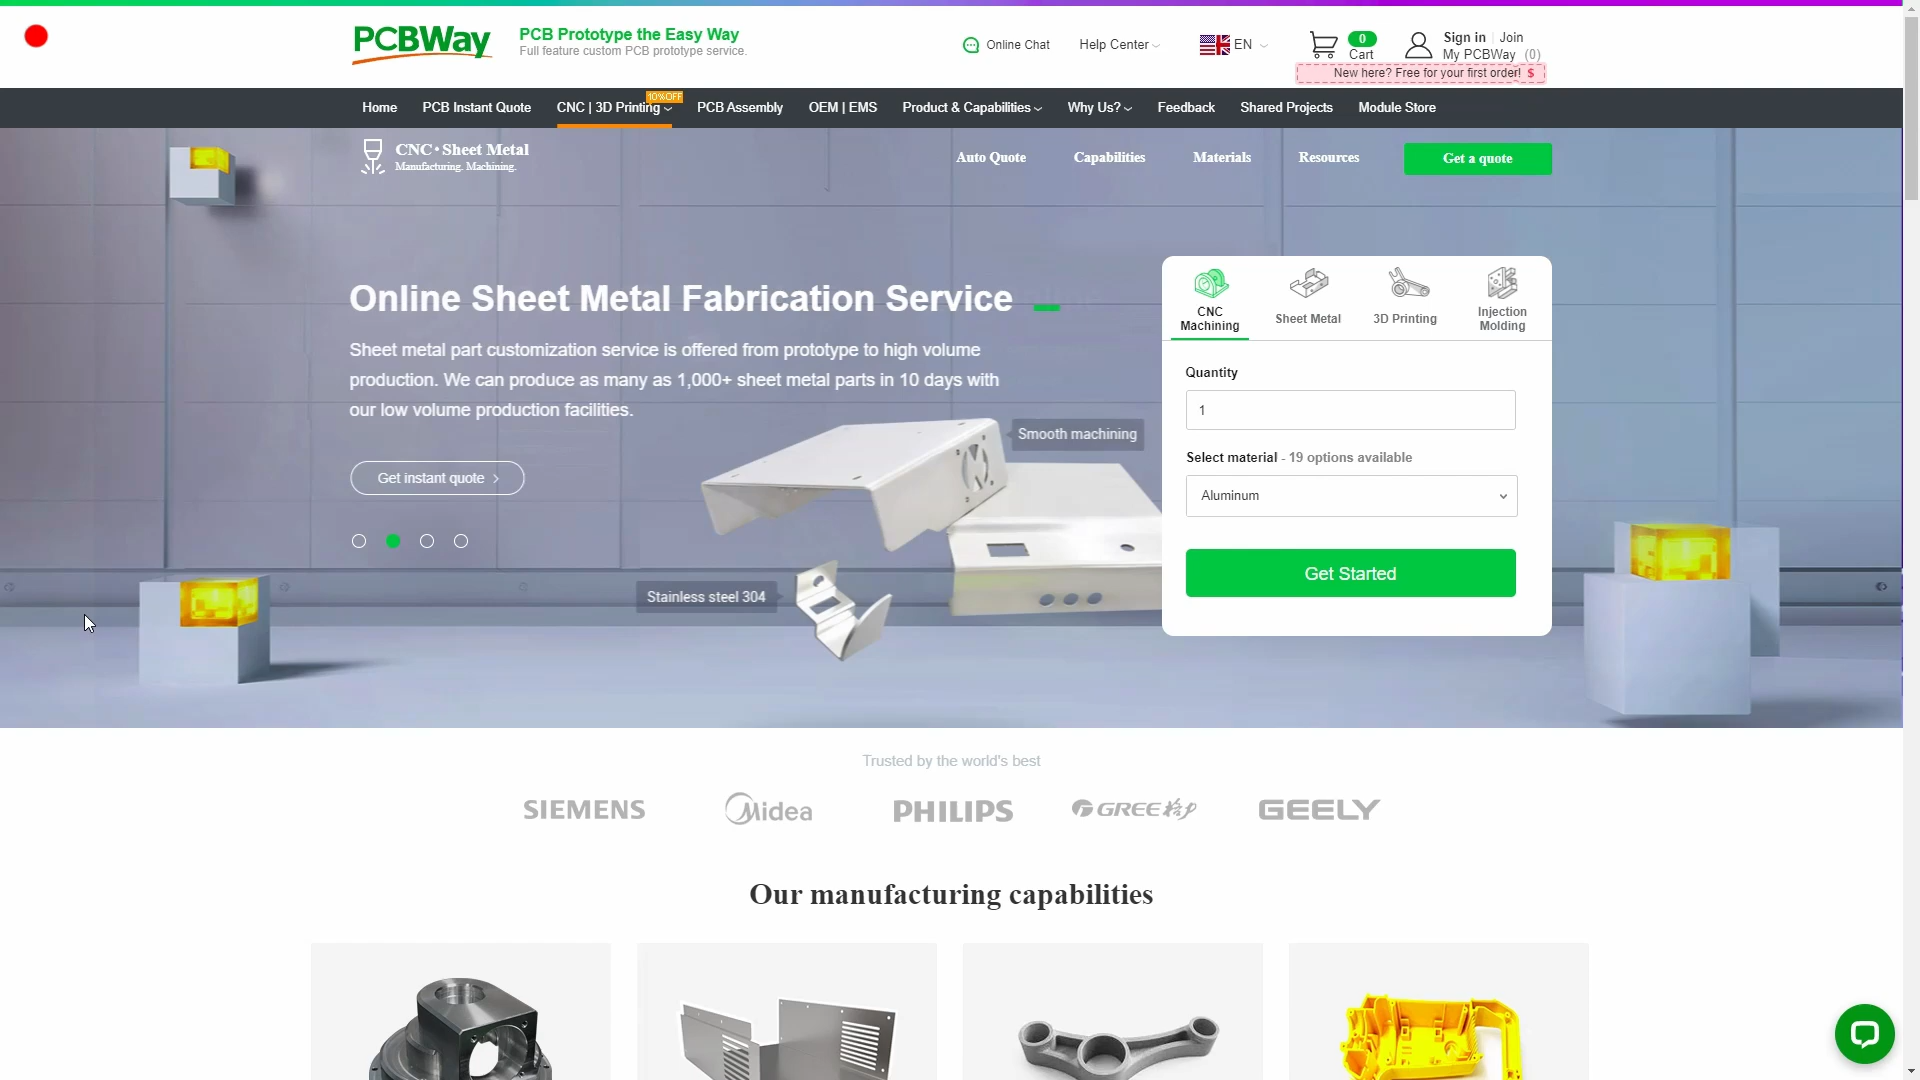 PCBWay
PCB Prototype the Easy Way
Full feature custom PCB prototype service.
Online Chat
Help Center
EN
0
Cart
Sign in
Join
My PCBWay (0)
New here? Free for your first order! $
10%OFF
Home
PCB Instant Quote
CNC | 3D Printing
PCB Assembly
OEM | EMS
Product & Capabilities
Why Us?
Feedback
Shared Projects
Module Store
CNC•Sheet Metal
Manufacturing. Machining.
Auto Quote
Capabilities
Materials
Resources
Get a quote
Online Sheet Metal Fabrication Service
Sheet metal part customization service is offered from prototype to high volume
production. We can produce as many as 1,000+ sheet metal parts in 10 days with
our low volume production facilities.
Get instant quote >
Smooth machining
Stainless steel 304
CNC
Machining
Sheet Metal
3D Printing
Injection
Molding
Quantity
1
Select material - 19 options available
Aluminum
Get Started
Trusted by the world's best
SIEMENS
Midea
PHILIPS
GREE格力
GEELY
Our manufacturing capabilities